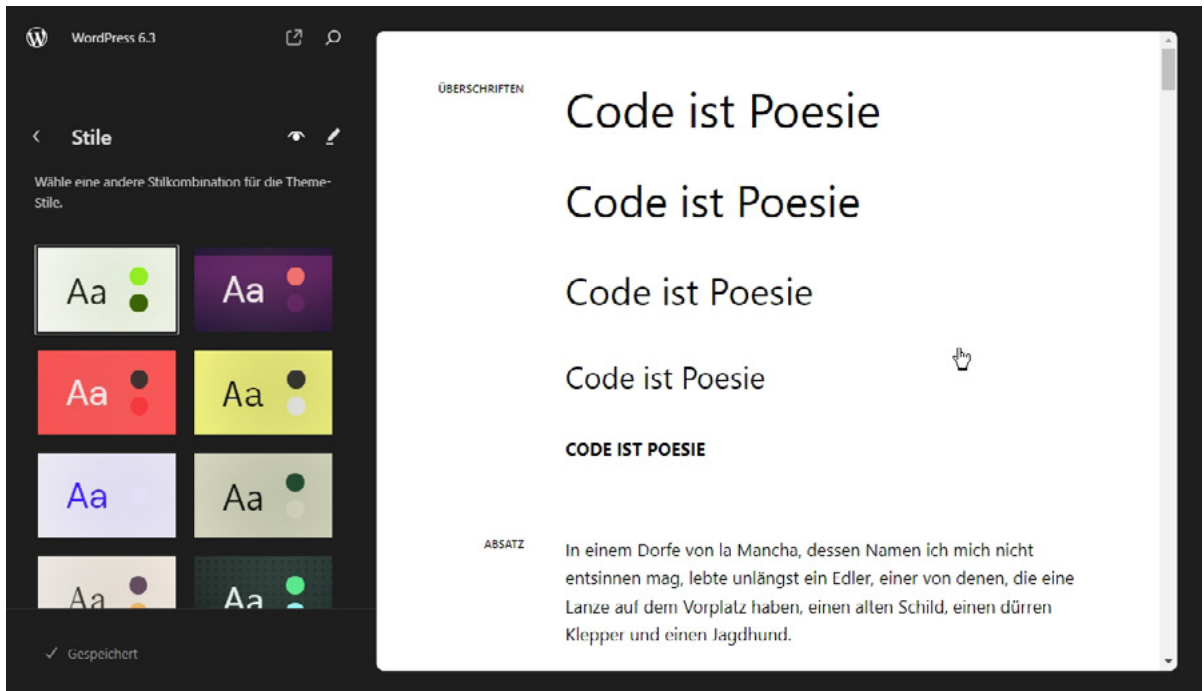 WordPress 6.3
Stile
Wähle eine andere Stilkombination für die Theme-
Stile.
Aa
Aa
Aa
Aa
Aa
Aa
Aa
Aa
Gespeichert
ÜBERSCHRIFTEN
Code ist Poesie
Code ist Poesie
Code ist Poesie
Code ist Poesie
CODE IST POESIE
ABSATZ
In einem Dorfe von la Mancha, dessen Namen ich mich nicht
entsinnen mag, lebte unlängst ein Edler, einer von denen, die eine
Lanze auf dem Vorplatz haben, einen alten Schild, einen dürren
Klepper und einen Jagdhund.